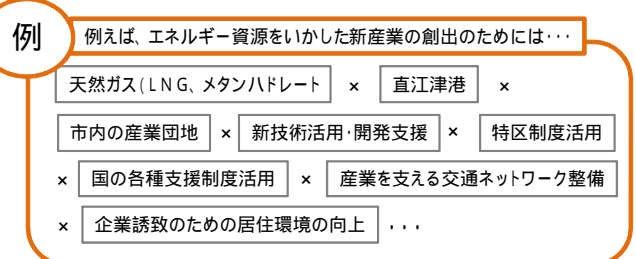 例
例えば、エネルギー資源をいかした新産業の創出のためには・・・
天然ガス(LNG、メタンハドレート × 直江津港 ×
市内の産業団地 × 新技術活用・開発支援 × 特区制度活用
× 国の各種支援制度活用 × 産業を支える交通ネットワーク整備
× 企業誘致のための居住環境の向上 ・・・